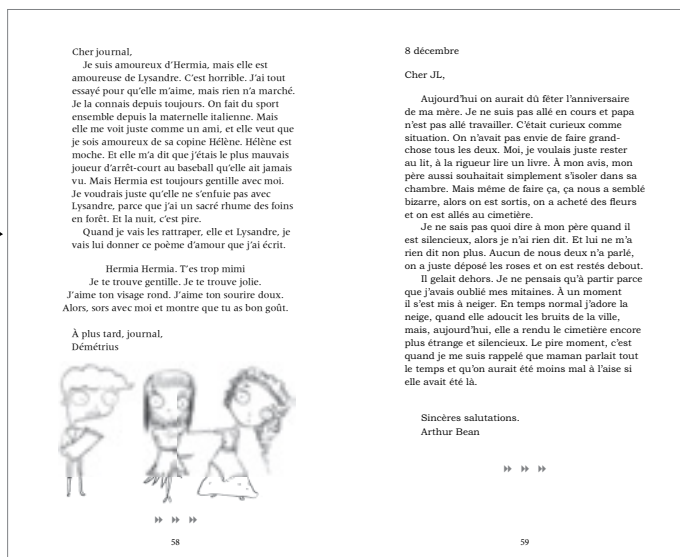 Cher journal,
Je suis amoureux d’Hermia, mais elle est
amoureuse de Lysandre. C’est horrible. J’ai tout
essayé pour qu’elle m’aime, mais rien n’a marché.
Je la connais depuis toujours. On fait du sport
ensemble depuis la maternelle italienne. Mais
elle me voit juste comme un ami, et elle veut que
je sois amoureux de sa copine Hélène. Hélène est
moche. Et elle m’a dit que j’étais le plus mauvais
joueur d’arrêt-court au baseball qu’elle ait jamais
vu. Mais Hermia est toujours gentille avec moi.
Je voudrais juste qu’elle ne s’enfuie pas avec
Lysandre, parce que j’ai un sacré rhume des foins
en forêt. Et la nuit, c’est pire.
Quand je vais les rattraper, elle et Lysandre, je
vais lui donner ce poème d’amour que j’ai écrit.
Hermia Hermia. T’es trop mimi
Je te trouve gentille. Je te trouve jolie.
J’aime ton visage rond. J’aime ton sourire doux.
Alors, sors avec moi et montre que tu as bon goût.
À plus tard, journal,
Démétrius
58
8 décembre
Cher JL,
Aujourd’hui on aurait dû fêter l’anniversaire
de ma mère. Je ne suis pas allé en cours et papa
n’est pas allé travailler. C’était curieux comme
situation. On n’avait pas envie de faire grand-
chose tous les deux. Moi, je voulais juste rester
au lit, à la rigueur lire un livre. À mon avis, mon
père aussi souhaitait simplement s’isoler dans sa
chambre. Mais même de faire ça, ça nous a semblé
bizarre, alors on est sortis, on a acheté des fleurs
et on est allés au cimetière.
Je ne sais pas quoi dire à mon père quand il
est silencieux, alors je n’ai rien dit. Et lui ne m’a
rien dit non plus. Aucun de nous deux n’a parlé,
on a juste déposé les roses et on est restés debout.
Il gelait dehors. Je ne pensais qu’à partir parce
que j’avais oublié mes mitaines. À un moment
il s’est mis à neiger. En temps normal j’adore la
neige, quand elle adoucit les bruits de la ville,
mais, aujourd’hui, elle a rendu le cimetière encore
plus étrange et silencieux. Le pire moment, c’est
quand je me suis rappelé que maman parlait tout
le temps et qu’on aurait été moins mal à l’aise si
elle avait été là.
Sincères salutations.
Arthur Bean
59